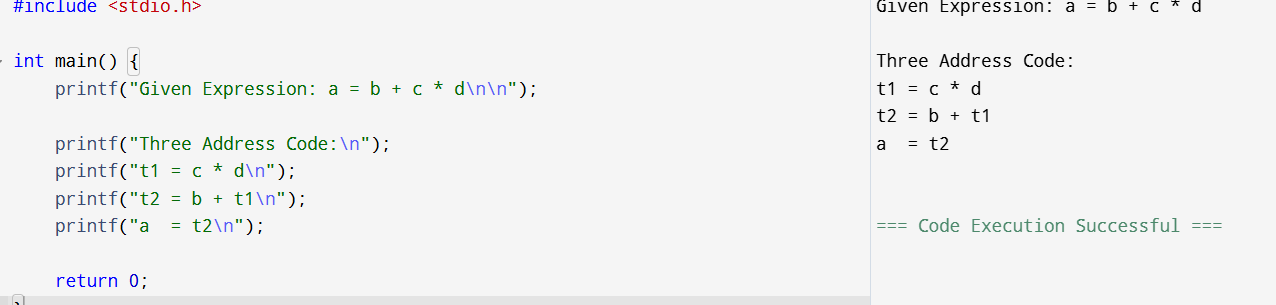 #include <stdio.h>
int main() {
    printf("Given Expression: a = b + c * d\n\n");
    printf("Three Address Code:\n");
    printf("t1 = c * d\n");
    printf("t2 = b + t1\n");
    printf("a  = t2\n");
    return 0;
}
Given Expression: a = b + c * d
Three Address Code:
t1 = c * d
t2 = b + t1
a  = t2
=== Code Execution Successful ===